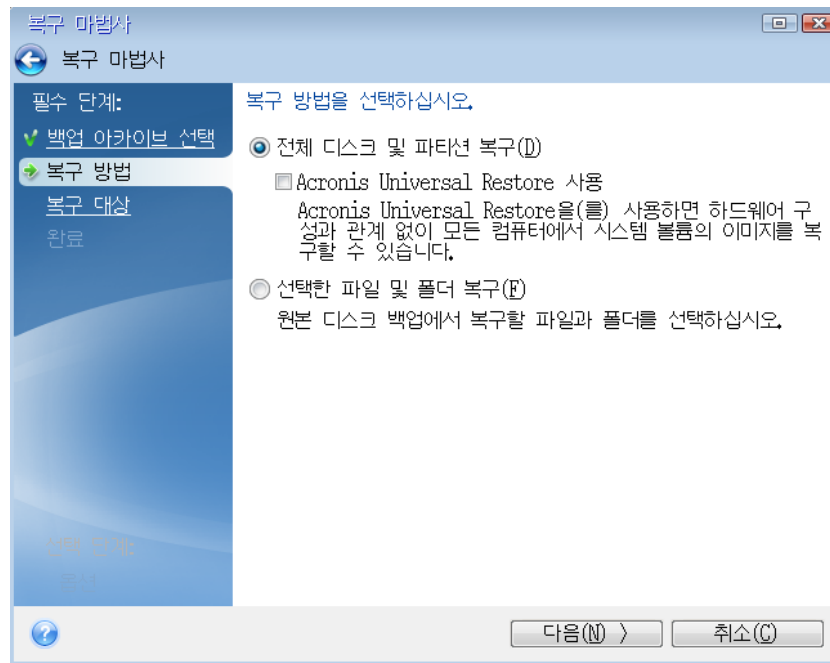 복구 마법사
복구 마법사
필수 단계:
백업 아카이브 선택
복구 방법
복구 대상
완료
선택 단계:
옵션
복구 방법을 선택하십시오.
전체 디스크 및 파티션 복구(D)
Acronis Universal Restore 사용
Acronis Universal Restore을(를) 사용하면 하드웨어 구
성과 관계 없이 모든 컴퓨터에서 시스템 볼륨의 이미지를 복
구할 수 있습니다.
선택한 파일 및 폴더 복구(F)
원본 디스크 백업에서 복구할 파일과 폴더를 선택하십시오.
다음(N) >
취소(C)